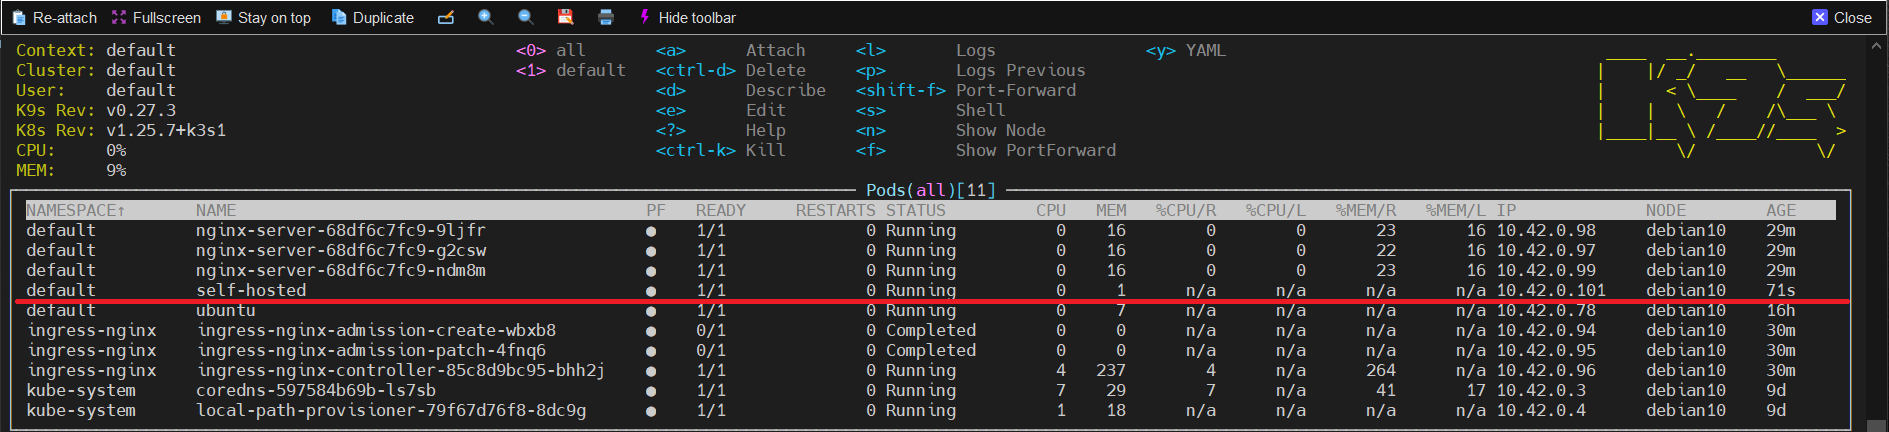 Re-attach Fullscreen Stay on top Duplicate Hide toolbar Close
Context: default <0> all <a> Attach <l> Logs <y> YAML
Cluster: default <1> default <ctrl-d> Delete <p> Logs Previous
User: default <d> Describe <shift-f> Port-Forward
K9s Rev: v0.27.3 <e> Edit <s> Shell
K8s Rev: v1.25.7+k3s1 <?> Help <n> Show Node
CPU: 0% <ctrl-k> Kill <f> Show PortForward
MEM: 9%
Pods(all)[11]
NAMESPACE↑ NAME PF READY RESTARTS STATUS CPU MEM %CPU/R %CPU/L %MEM/R %MEM/L IP NODE AGE
default nginx-server-68df6c7fc9-9ljfr ● 1/1 0 Running 0 16 0 0 23 16 10.42.0.98 debian10 29m
default nginx-server-68df6c7fc9-g2csw ● 1/1 0 Running 0 16 0 0 22 16 10.42.0.97 debian10 29m
default nginx-server-68df6c7fc9-ndm8m ● 1/1 0 Running 0 16 0 0 23 16 10.42.0.99 debian10 29m
default self-hosted ● 1/1 0 Running 0 1 n/a n/a n/a n/a 10.42.0.101 debian10 71s
default ubuntu ● 1/1 0 Running 0 7 n/a n/a n/a n/a 10.42.0.78 debian10 16h
ingress-nginx ingress-nginx-admission-create-wbxb8 ● 0/1 0 Completed 0 0 n/a n/a n/a n/a 10.42.0.94 debian10 30m
ingress-nginx ingress-nginx-admission-patch-4fnq6 ● 0/1 0 Completed 0 0 n/a n/a n/a n/a 10.42.0.95 debian10 30m
ingress-nginx ingress-nginx-controller-85c8d9bc95-bhh2j ● 1/1 0 Running 4 237 4 n/a 264 n/a 10.42.0.96 debian10 30m
kube-system coredns-597584b69b-ls7sb ● 1/1 0 Running 7 29 7 n/a 41 17 10.42.0.3 debian10 9d
kube-system local-path-provisioner-79f67d76f8-8dc9g ● 1/1 0 Running 1 18 n/a n/a n/a n/a 10.42.0.4 debian10 9d